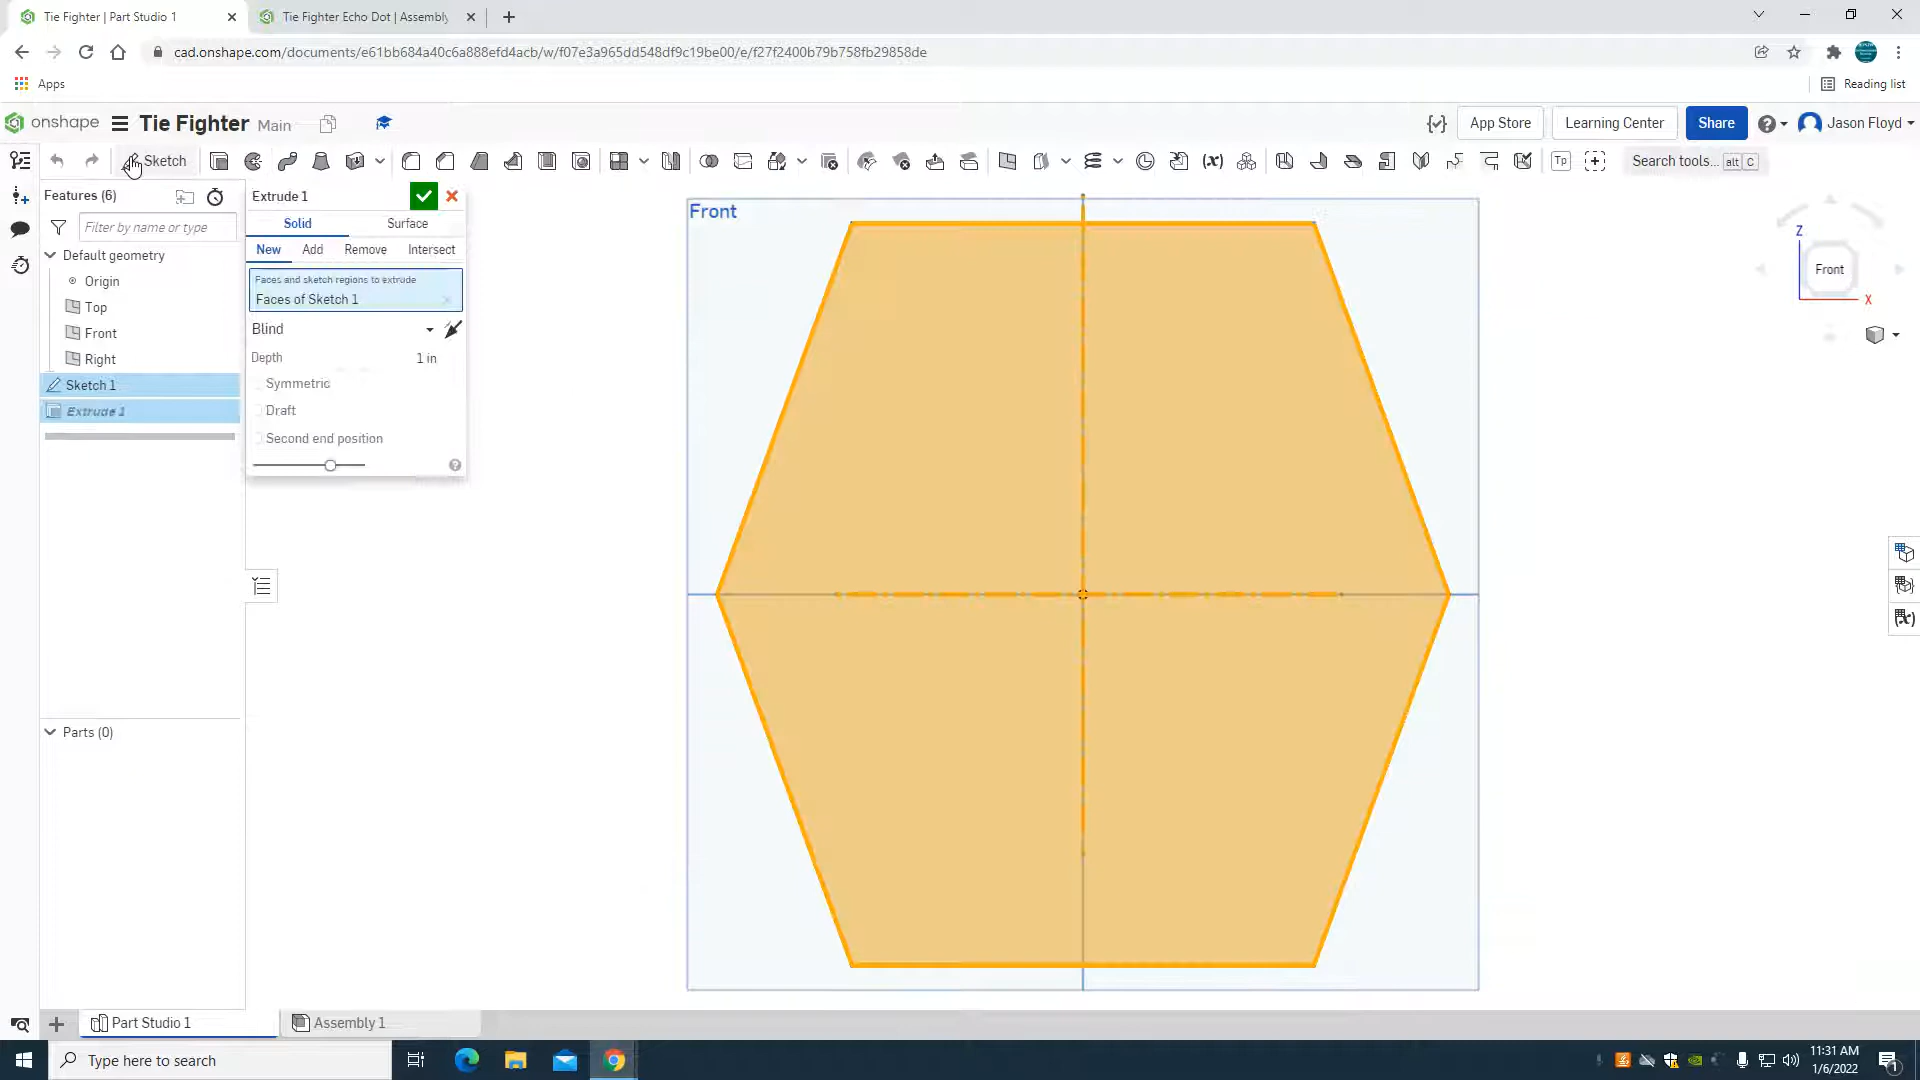 Tie Fighter | Part Studio 1
Tie Fighter Echo Dot | Assembly
cad.onshape.com/documents/e61bb684a40c6a888efd4acb/w/f07e3a965dd548df9c19be00/e/f27f2400b79b758fb29858de
Apps
Reading list
onshape
Tie Fighter Main
App Store
Learning Center
Share
Jason Floyd
Sketch
(x)
Tp
Search tools... alt C
Features (6)
Filter by name or type
Default geometry
Origin
Top
Front
Right
Sketch 1
Extrude 1
Extrude 1
Solid
Surface
New
Add
Remove
Intersect
Faces and sketch regions to extrude
Faces of Sketch 1
Blind
Depth
1 in
Symmetric
Draft
Second end position
Front
Z
Front
X
(x)
Parts (0)
Part Studio 1
Assembly 1
Type here to search
11:31 AM
1/6/2022
1